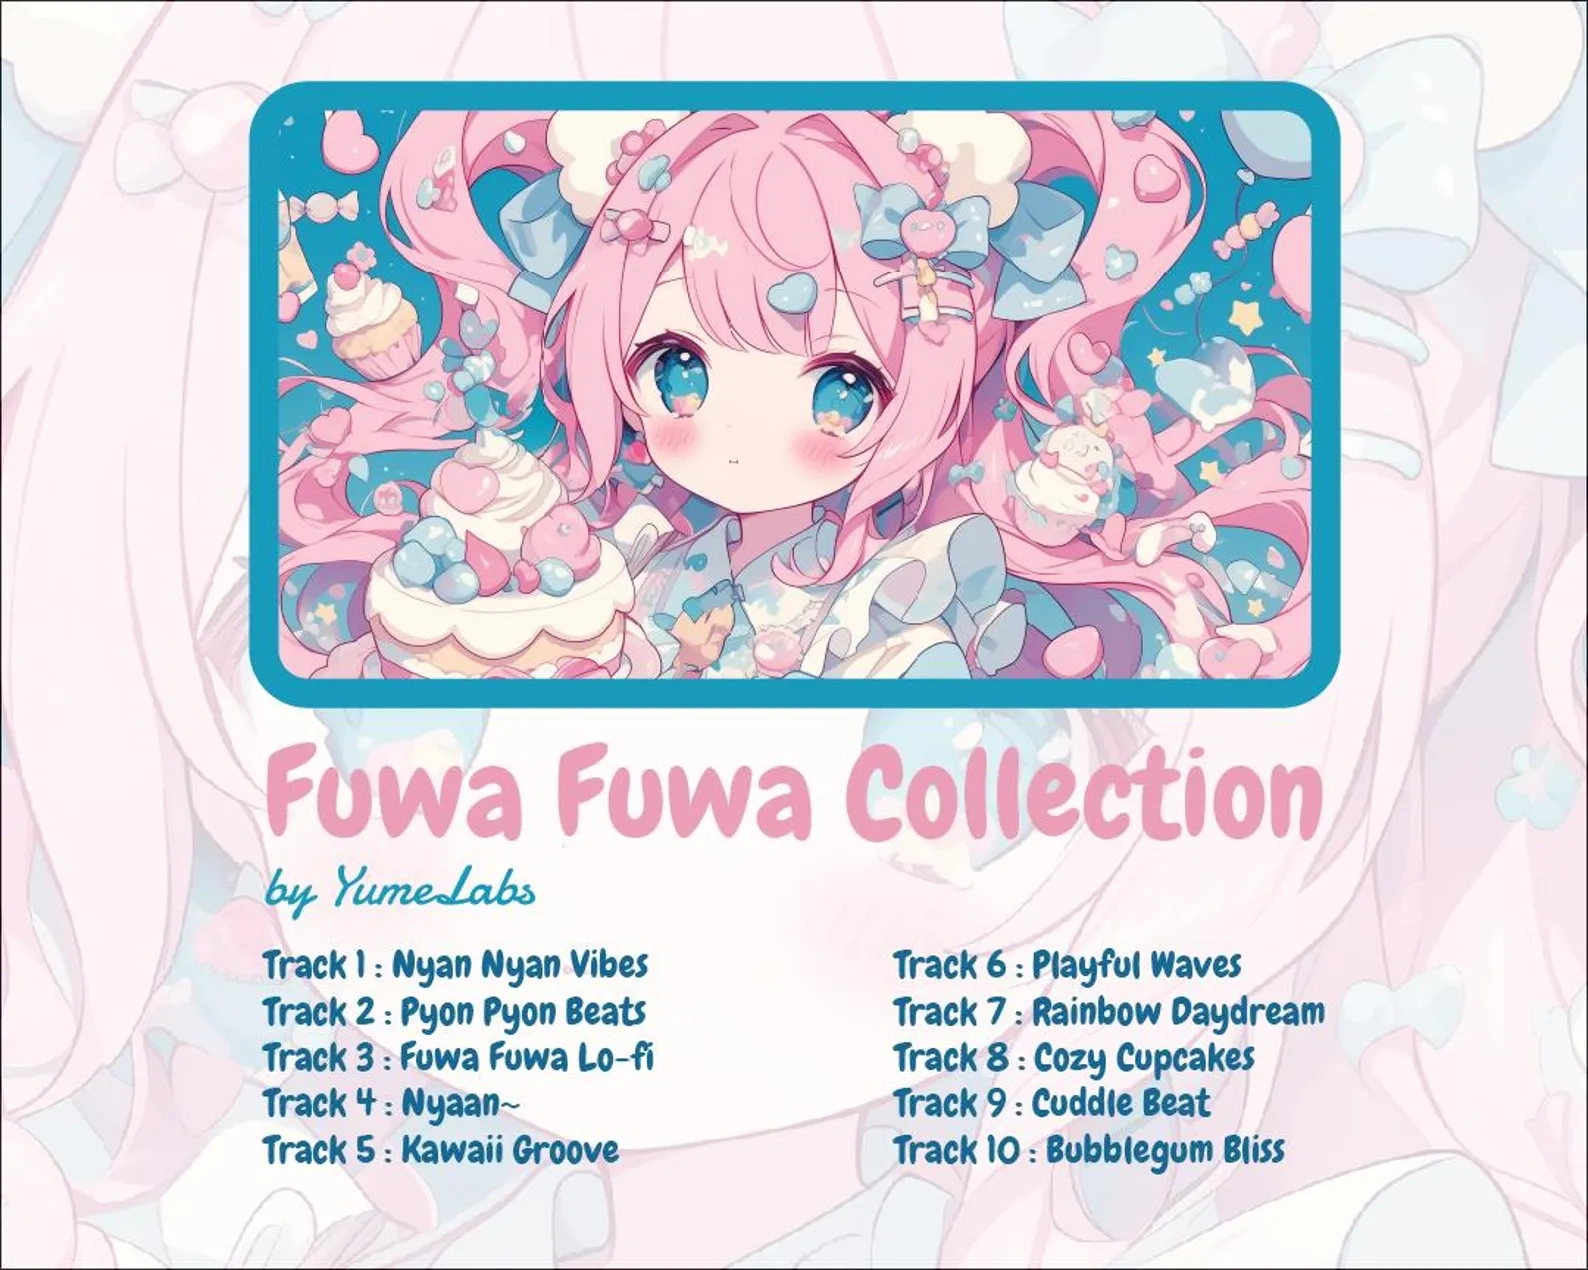 Fuwa Fuwa Collection
by YumeLabs
Track 1 : Nyan Nyan Vibes
Track 2 : Pyon Pyon Beats
Track 3 : Fuwa Fuwa Lo-fi
Track 4 : Nyaan~
Track 5 : Kawaii Groove
Track 6 : Playful Waves
Track 7 : Rainbow Daydream
Track 8 : Cozy Cupcakes
Track 9 : Cuddle Beat
Track 10 : Bubblegum Bliss